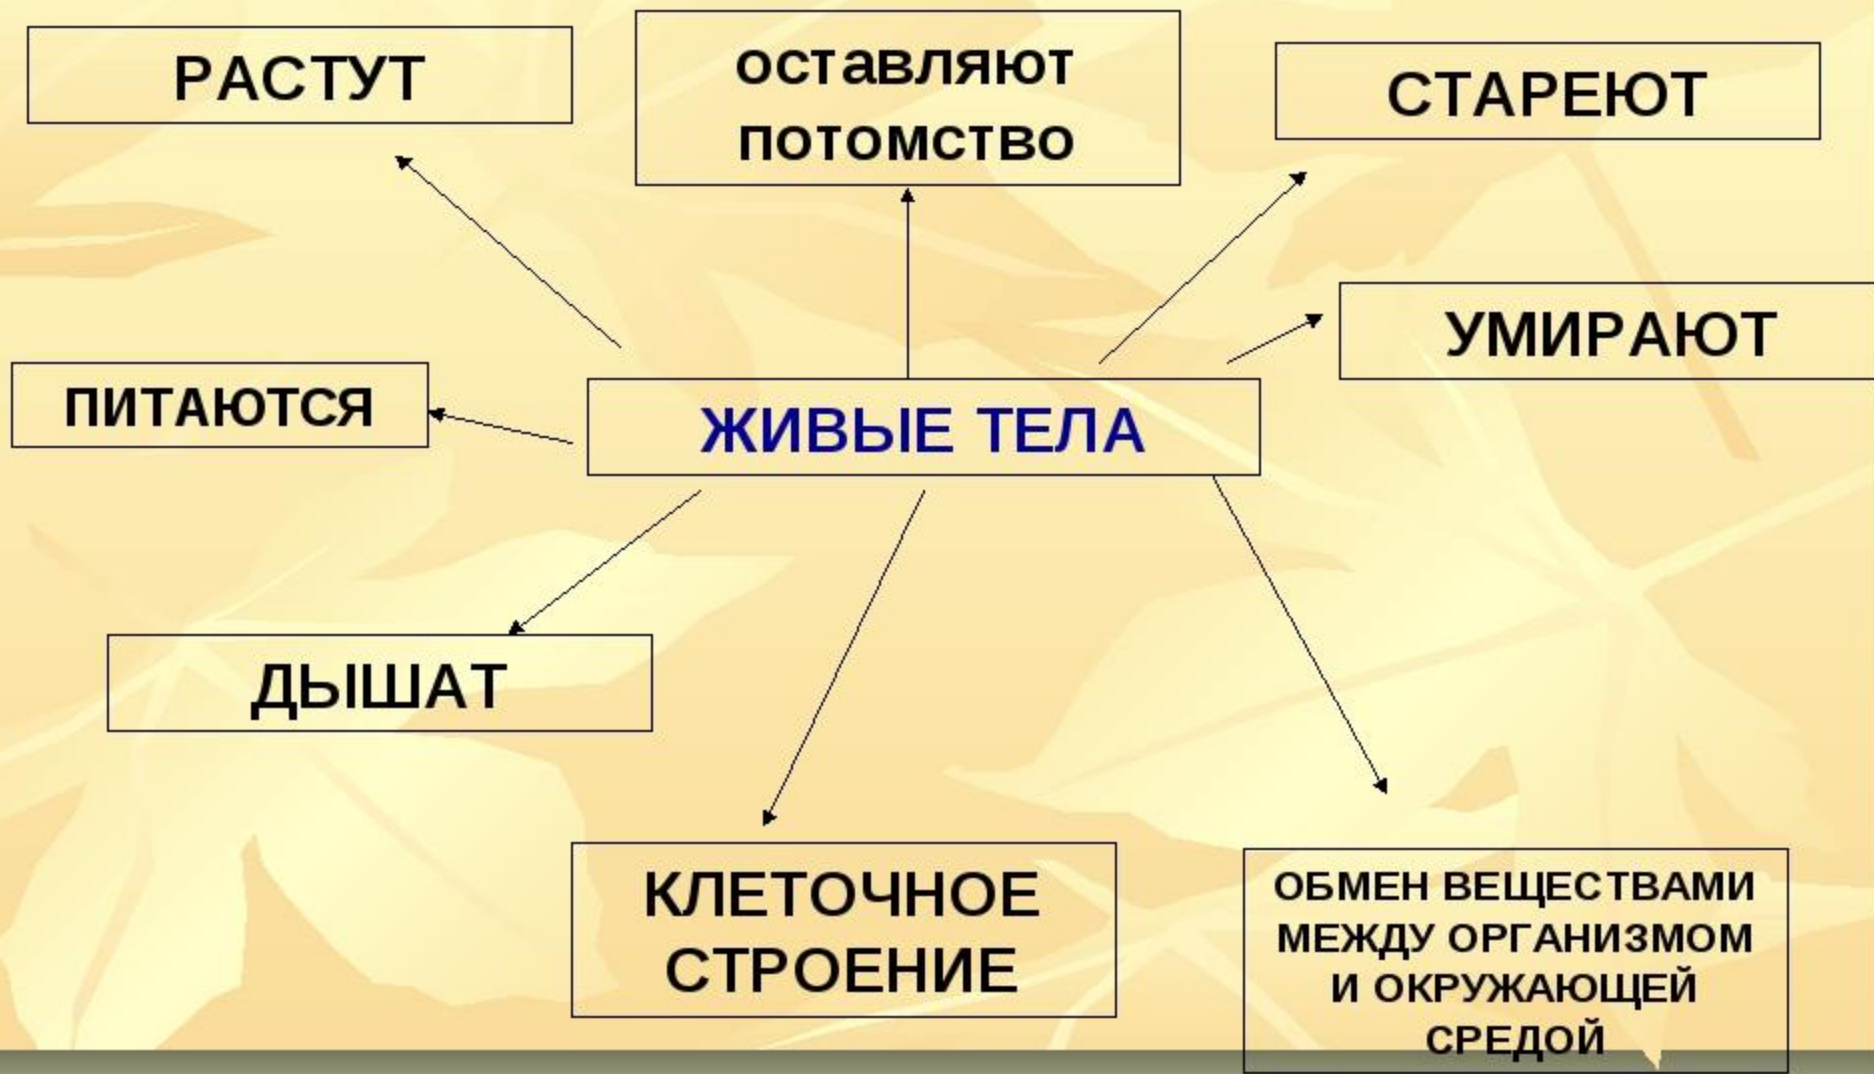 РАСТУТ
оставляют
потомство
СТАРЕЮТ
УМИРАЮТ
ПИТАЮТСЯ
ЖИВЫЕ ТЕЛА
ДЫШАТ
КЛЕТОЧНОЕ
СТРОЕНИЕ
ОБМЕН ВЕЩЕСТВАМИ
МЕЖДУ ОРГАНИЗМОМ
И ОКРУЖАЮЩЕЙ
СРЕДОЙ